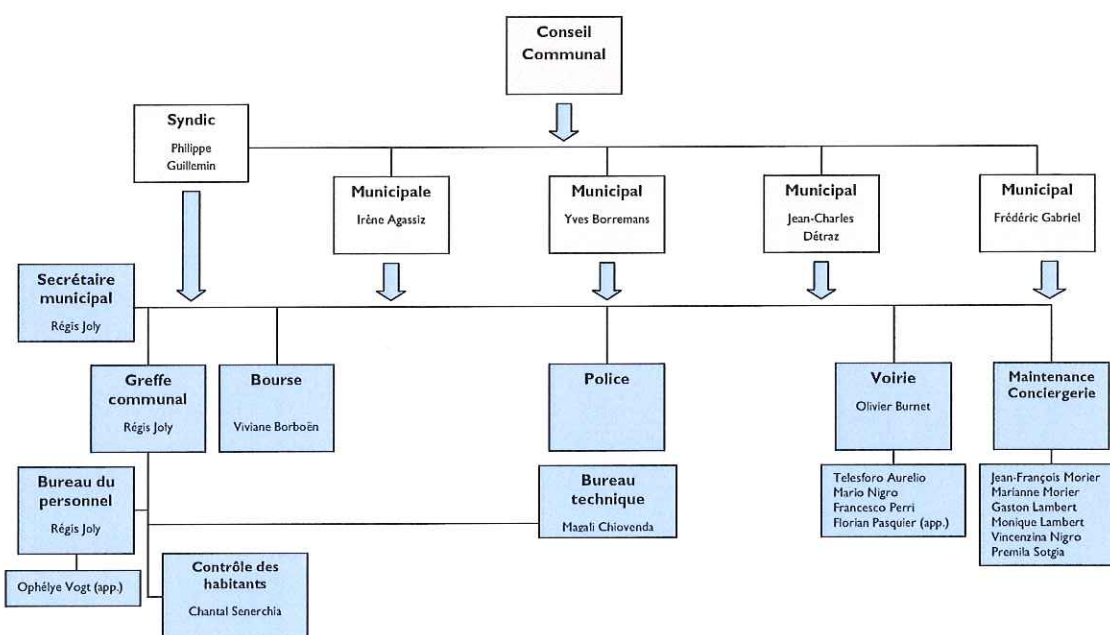 Conseil
Communal
Syndic
Philippe
Guillemin
Municipale
Irène Agassiz
Municipal
Yves Borremans
Municipal
Jean-Charles
Détraz
Municipal
Frédéric Gabriel
Secrétaire
municipal
Régis Joly
Greffe
communal
Régis Joly
Bourse
Viviane Borboën
Police
Voirie
Olivier Burnet
Maintenance
Conciergerie
Bureau du
personnel
Régis Joly
Bureau
technique
Magali Chiovenda
Telesforo Aurelio
Mario Nigro
Francesco Perri
Florian Pasquier (app.)
Jean-François Morier
Marianne Morier
Gaston Lambert
Monique Lambert
Vincenzina Nigro
Premila Sotgia
Ophélye Vogt (app.)
Contrôle des
habitants
Chantal Senerchia